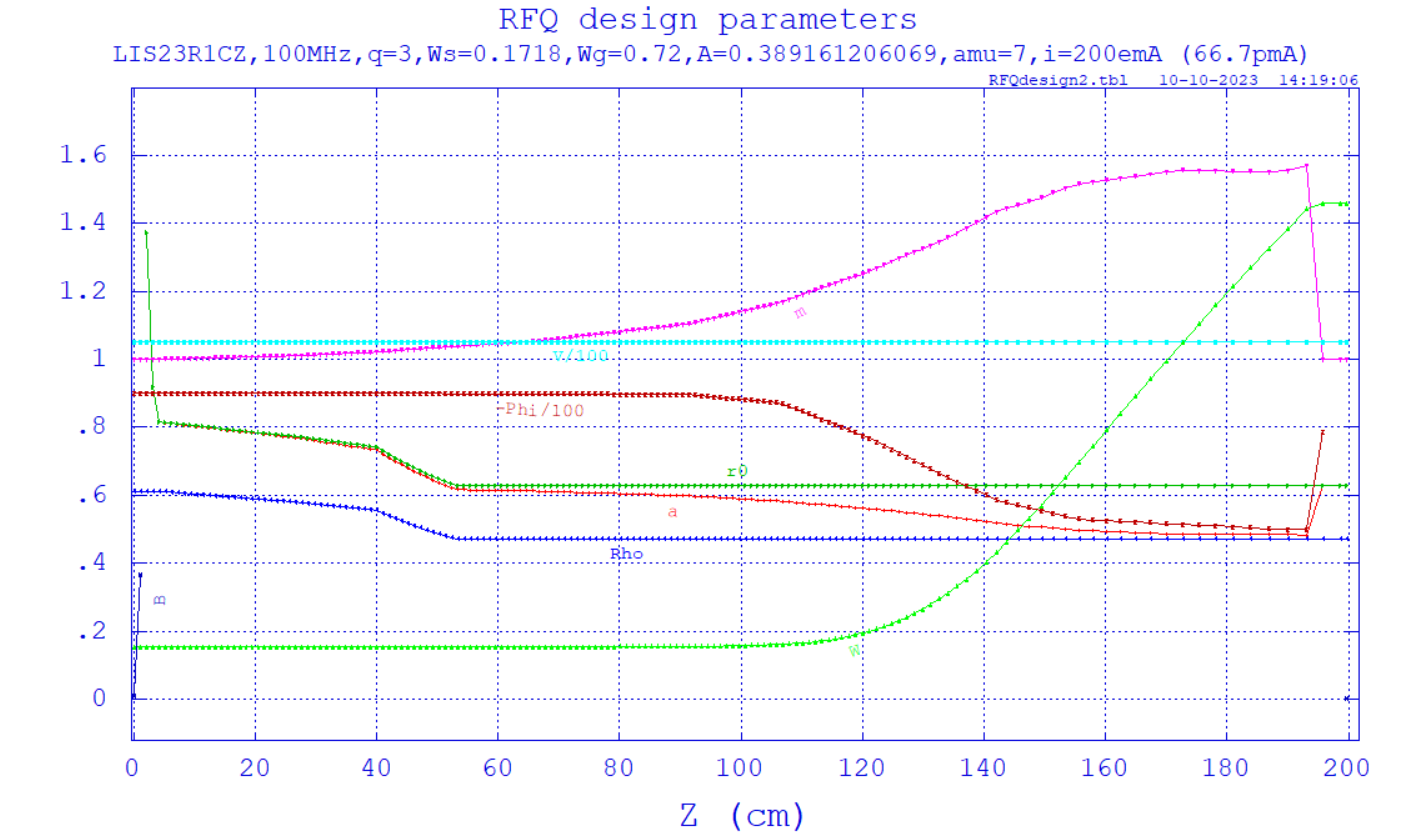 RFQ design parameters
LIS23R1CZ,100MHz,q=3,Ws=0.1718,Wg=0.72,A=0.389161206069,amu=7,i=200emA (66.7pmA)
RFQdesign2.tbl 10-10-2023 14:19:06
1.6
1.4
1.2
m
1
V/100
-Phi/100
.8
r0
.6
a
Rho
.4
B
.2
W
0
0 20 40 60 80 100 120 140 160 180 200
Z (cm)